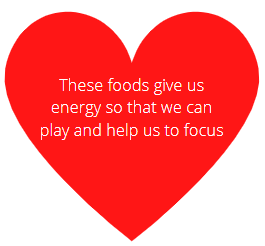 These foods give us
energy so that we can
play and help us to focus